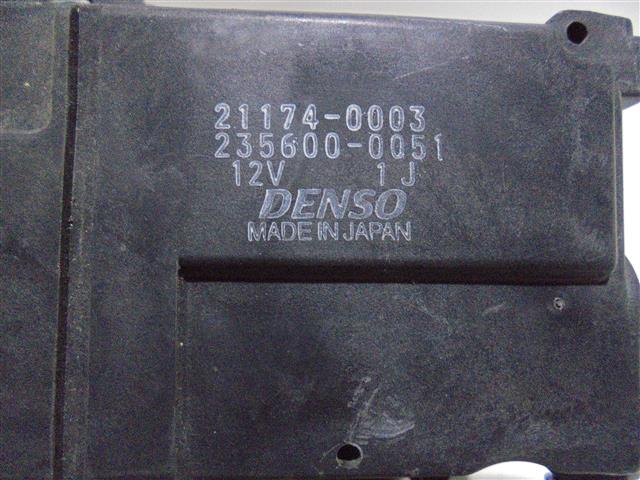 21174-0003
235600-0051
12V 1J
DENSO
MADE IN JAPAN